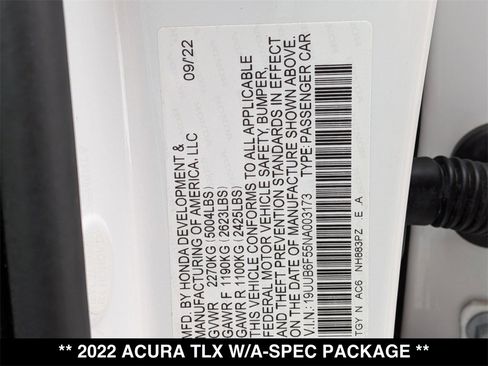 MFD. BY HONDA DEVELOPMENT & 09/22
MANUFACTURING OF AMERICA, LLC
GVWR 2270KG (5004LBS)
GAWR F 1190KG (2623LBS)
GAWR R 1100KG (2425LBS)
THIS VEHICLE CONFORMS TO ALL APPLICABLE
FEDERAL MOTOR VEHICLE SAFETY, BUMPER,
AND THEFT PREVENTION STANDARDS IN EFFECT
ON THE DATE OF MANUFACTURE SHOWN ABOVE.
V.I.N.: 19UUB6F55NA003173 TYPE: PASSENGER CAR
TGY N AC6 NH883PZ E A
** 2022 ACURA TLX W/A-SPEC PACKAGE **